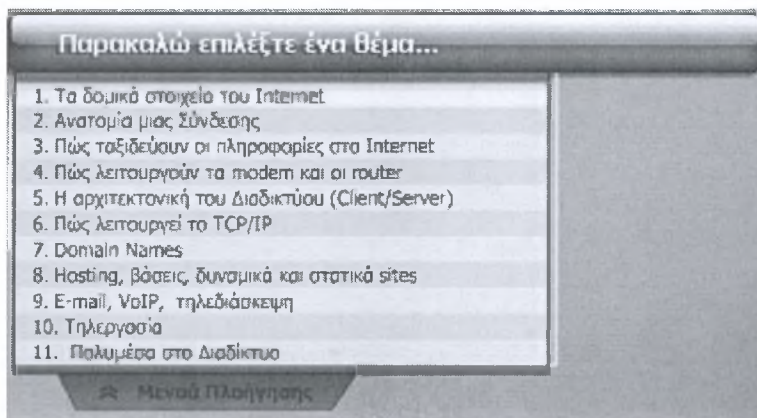 Παρακαλώ επιλέξτε ένα θέμα...
1. Τα δομικά στοιχεία του Internet
2. Ανατομία μιας Σύνδεσης
3. Πώς ταξιδεύουν οι πληροφορίες στο Internet
4. Πώς λειτουργούν τα modem και οι router
5. Η αρχιτεκτονική του Διαδικτύου (Client/Server)
6. Πώς λειτουργεί το TCP/IP
7. Domain Names
8. Hosting, βάσεις, δυναμικά και στατικά sites
9. E-mail, VoIP, τηλεδιάσκεψη
10. Τηλεργασία
11. Πολυμέσα στο Διαδίκτυο
Μενού Πλοήγησης